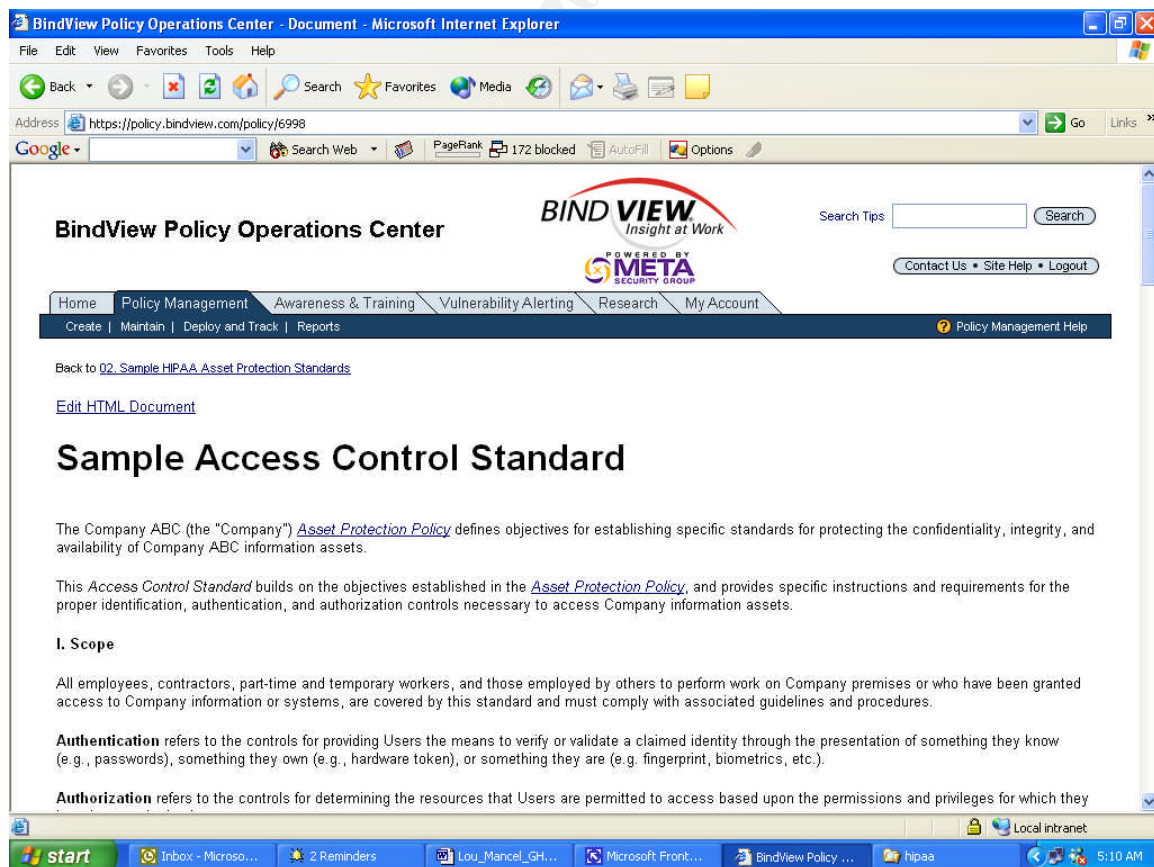 BindView Policy Operations Center - Document - Microsoft Internet Explorer
File Edit View Favorites Tools Help
Back Search Favorites Media
Address https://policy.bindview.com/policy/6998 Go Links »
Google Search Web PageRank 172 blocked AutoFill Options
BindView Policy Operations Center
BIND VIEW
Insight at Work
POWERED BY
META
SECURITY GROUP
Search Tips Search
Contact Us • Site Help • Logout
Home Policy Management Awareness & Training Vulnerability Alerting Research My Account
Create | Maintain | Deploy and Track | Reports Policy Management Help
Back to 02. Sample HIPAA Asset Protection Standards
Edit HTML Document
Sample Access Control Standard
The Company ABC (the "Company") Asset Protection Policy defines objectives for establishing specific standards for protecting the confidentiality, integrity, and
availability of Company ABC information assets.
This Access Control Standard builds on the objectives established in the Asset Protection Policy, and provides specific instructions and requirements for the
proper identification, authentication, and authorization controls necessary to access Company information assets.
I. Scope
All employees, contractors, part-time and temporary workers, and those employed by others to perform work on Company premises or who have been granted
access to Company information or systems, are covered by this standard and must comply with associated guidelines and procedures.
Authentication refers to the controls for providing Users the means to verify or validate a claimed identity through the presentation of something they know
(e.g., passwords), something they own (e.g., hardware token), or something they are (e.g. fingerprint, biometrics, etc.).
Authorization refers to the controls for determining the resources that Users are permitted to access based upon the permissions and privileges for which they
Local intranet
start Inbox - Microso... 2 Reminders Lou_Mancel_GH... Microsoft Front... BindView Policy ... hipaa 5:10 AM